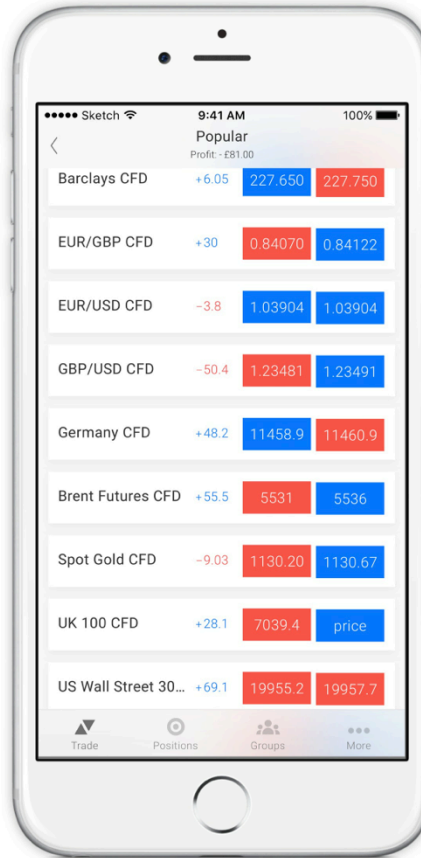 Sketch 9:41 AM 100%
Popular
Profit: - £81.00
Barclays CFD +6.05 227.650 227.750
EUR/GBP CFD +30 0.84070 0.84122
EUR/USD CFD −3.8 1.03904 1.03904
GBP/USD CFD −50.4 1.23481 1.23491
Germany CFD +48.2 11458.9 11460.9
Brent Futures CFD +55.5 5531 5536
Spot Gold CFD −9.03 1130.20 1130.67
UK 100 CFD +28.1 7039.4 price
US Wall Street 30... +69.1 19955.2 19957.7
Trade Positions Groups More